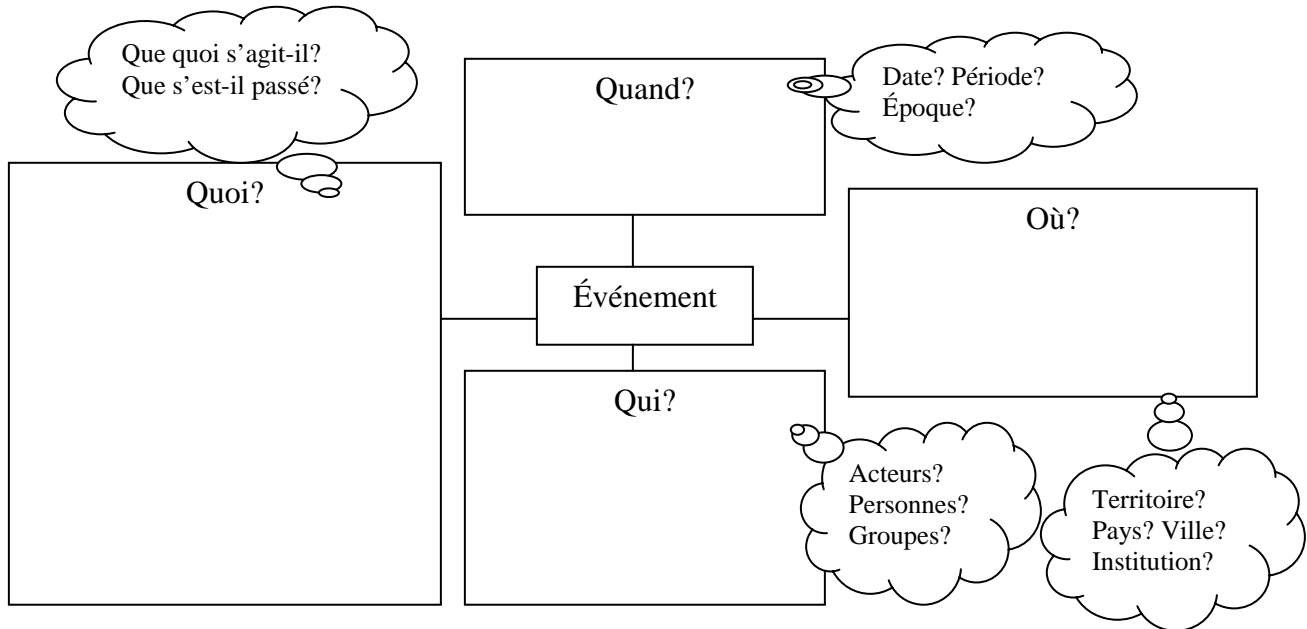 Que quoi s'agit-il?
Que s'est-il passé?
Quoi?
Quand?
Date? Période?
Époque?
Où?
Événement
Qui?
Acteurs?
Personnes?
Groupes?
Territoire?
Pays? Ville?
Institution?